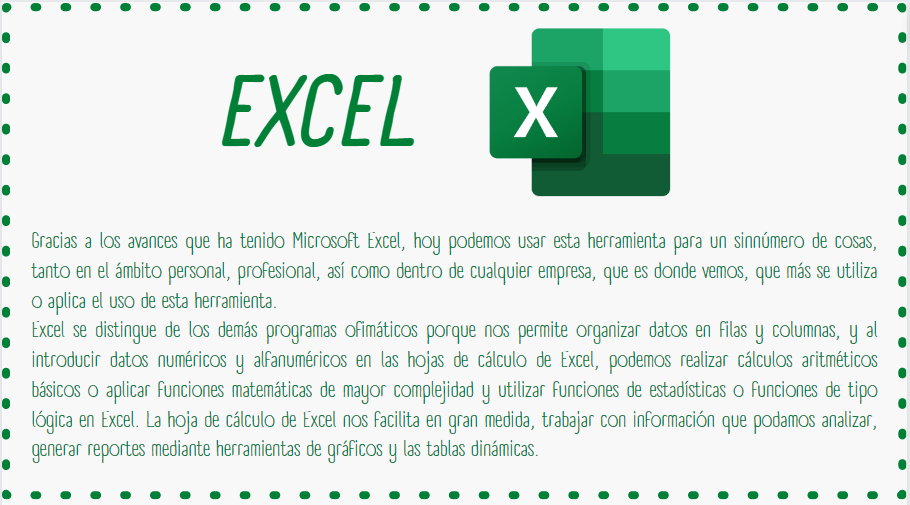 EXCEL
X
Gracias a los avances que ha tenido Microsoft Excel, hoy podemos usar esta herramienta para un sinnúmero de cosas,
tanto en el ámbito personal, profesional, así como dentro de cualquier empresa, que es donde vemos, que más se utiliza
o aplica el uso de esta herramienta.
Excel se distingue de los demás programas ofimáticos porque nos permite organizar datos en filas y columnas, y al
introducir datos numéricos y alfanuméricos en las hojas de cálculo de Excel, podemos realizar cálculos aritméticos
básicos o aplicar funciones matemáticas de mayor complejidad y utilizar funciones de estadísticas o funciones de tipo
lógica en Excel. La hoja de cálculo de Excel nos facilita en gran medida, trabajar con información que podamos analizar,
generar reportes mediante herramientas de gráficos y las tablas dinámicas.